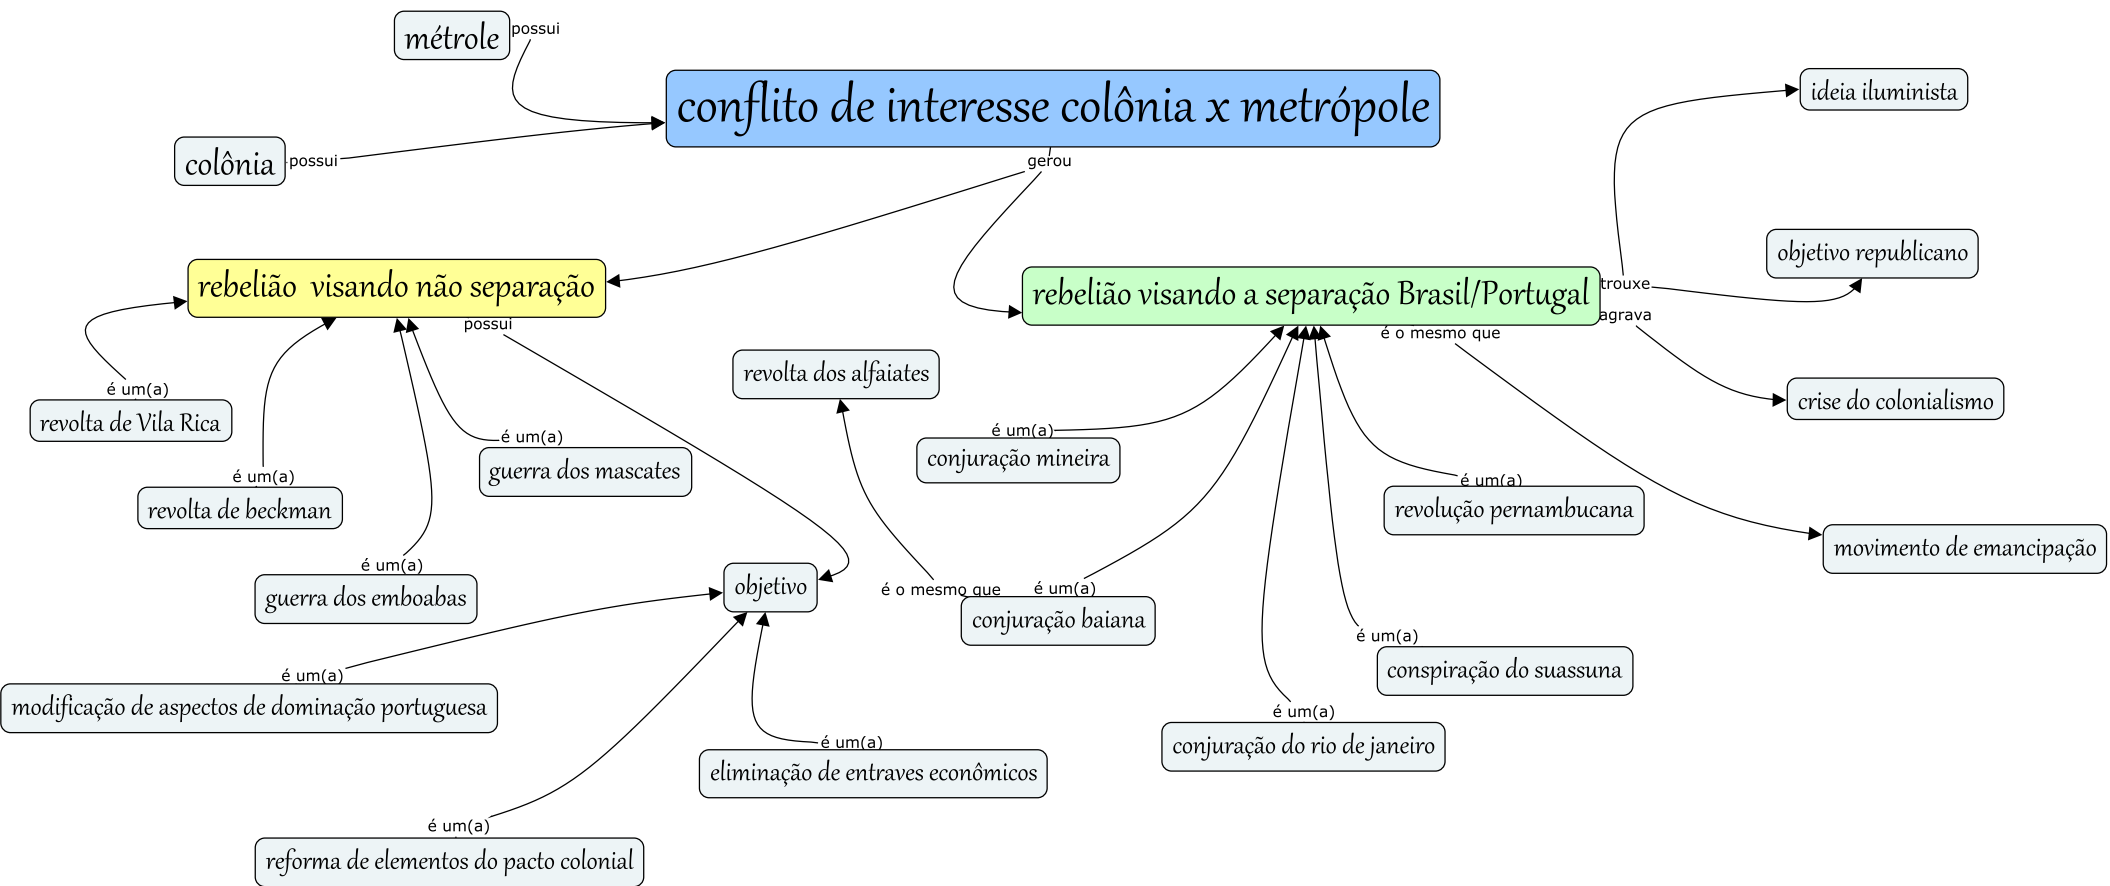 métrole
possui
conflito de interesse colônia x metrópole
ideia iluminista
colônia
possui
gerou
objetivo republicano
rebelião visando não separação
rebelião visando a separação Brasil/Portugal
trouxe
agrava
possui
é o mesmo que
revolta dos alfaiates
crise do colonialismo
é um(a)
revolta de Vila Rica
é um(a)
guerra dos mascates
é um(a)
conjuração mineira
é um(a)
revolta de beckman
é um(a)
revolução pernambucana
movimento de emancipação
é um(a)
guerra dos emboabas
objetivo
é o mesmo que
é um(a)
conjuração baiana
é um(a)
conspiração do suassuna
é um(a)
modificação de aspectos de dominação portuguesa
é um(a)
conjuração do rio de janeiro
é um(a)
eliminação de entraves econômicos
é um(a)
reforma de elementos do pacto colonial